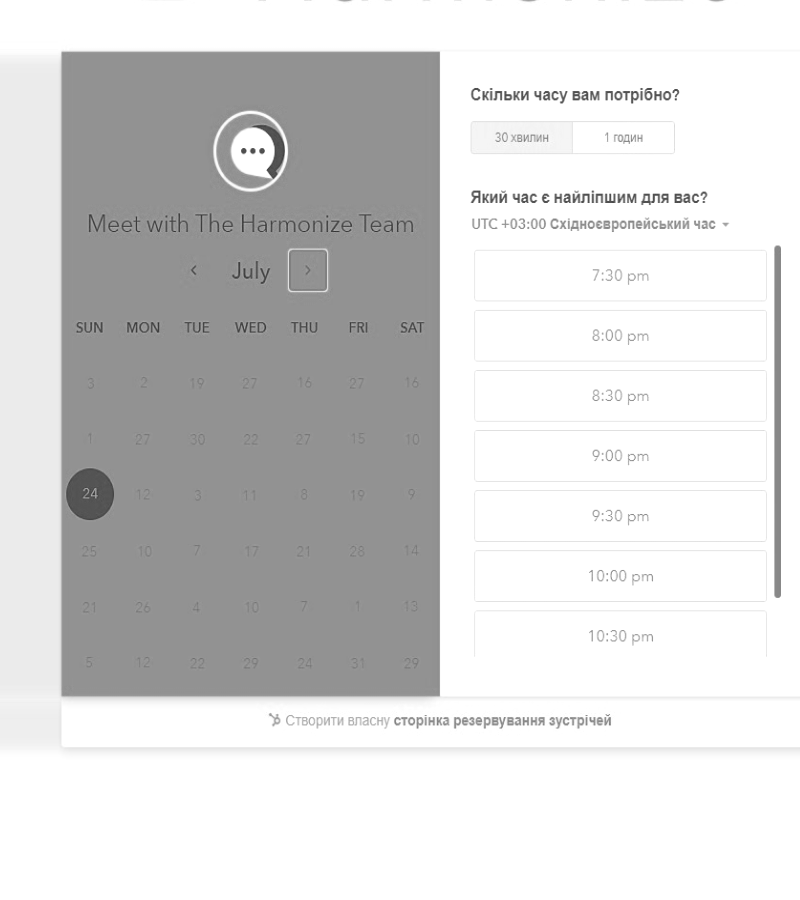 Meet with The Harmonize Team
July
SUN MON TUE WED THU FRI SAT
3 2 19 27 16 27 16
1 27 30 22 27 15 10
24 12 3 11 8 19 9
25 10 7 17 21 28 14
21 26 4 10 7 1 13
5 12 22 29 24 31 29
Скільки часу вам потрібно?
30 хвилин 1 годин
Який час є найліпшим для вас?
UTC +03:00 Східноєвропейський час
7:30 pm
8:00 pm
8:30 pm
9:00 pm
9:30 pm
10:00 pm
10:30 pm
Створити власну сторінка резервування зустрічей